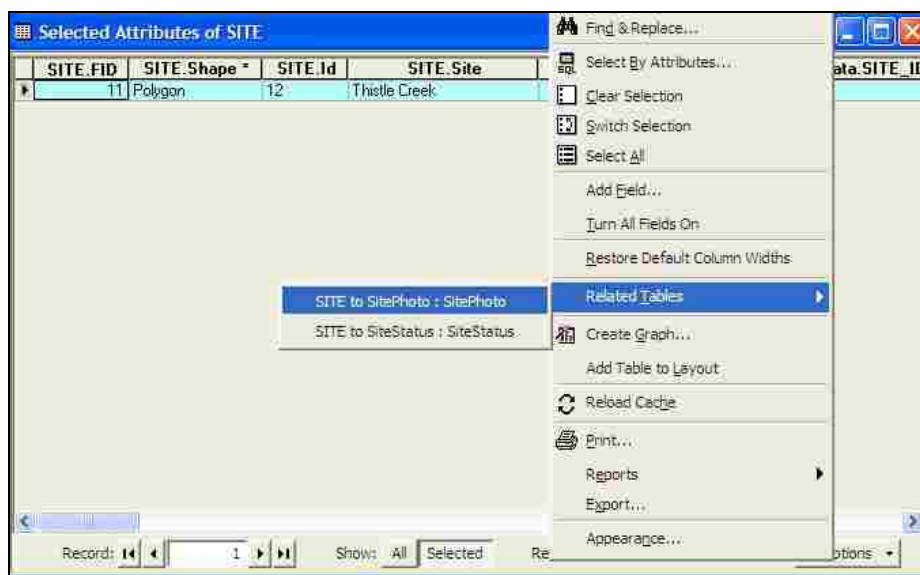 Selected Attributes of SITE
SITE.FID SITE.Shape * SITE.Id SITE.Site ata.SITE_II
11 Polygon 12 Thistle Creek
Find & Replace...
Select By Attributes...
Clear Selection
Switch Selection
Select All
Add Field...
Turn All Fields On
Restore Default Column Widths
Related Tables
SITE to SitePhoto : SitePhoto
SITE to SiteStatus : SiteStatus
Create Graph...
Add Table to Layout
Reload Cache
Print...
Reports
Export...
Appearance...
Record: 1 Show: All Selected Re ptions